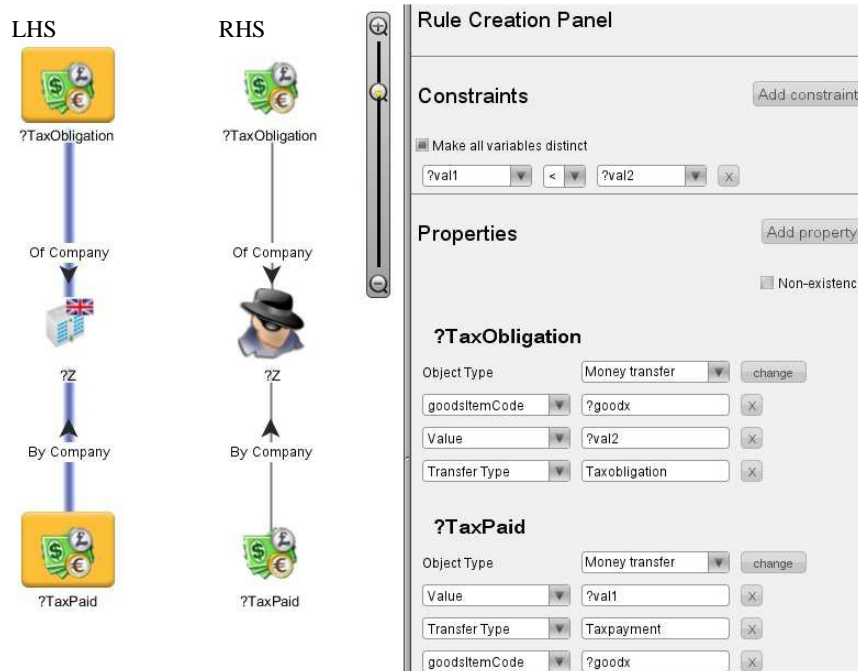 LHS
RHS
?TaxObligation
?TaxObligation
Of Company
Of Company
?Z
?Z
By Company
By Company
?TaxPaid
?TaxPaid
Rule Creation Panel
Constraints
Add constraint
Make all variables distinct
?val1 < ?val2 X
Properties
Add property
Non-existenc
?TaxObligation
Object Type Money transfer change
goodsItemCode ?goodx X
Value ?val2 X
Transfer Type Taxobligation X
?TaxPaid
Object Type Money transfer change
Value ?val1 X
Transfer Type Taxpayment X
goodsItemCode ?goodx X